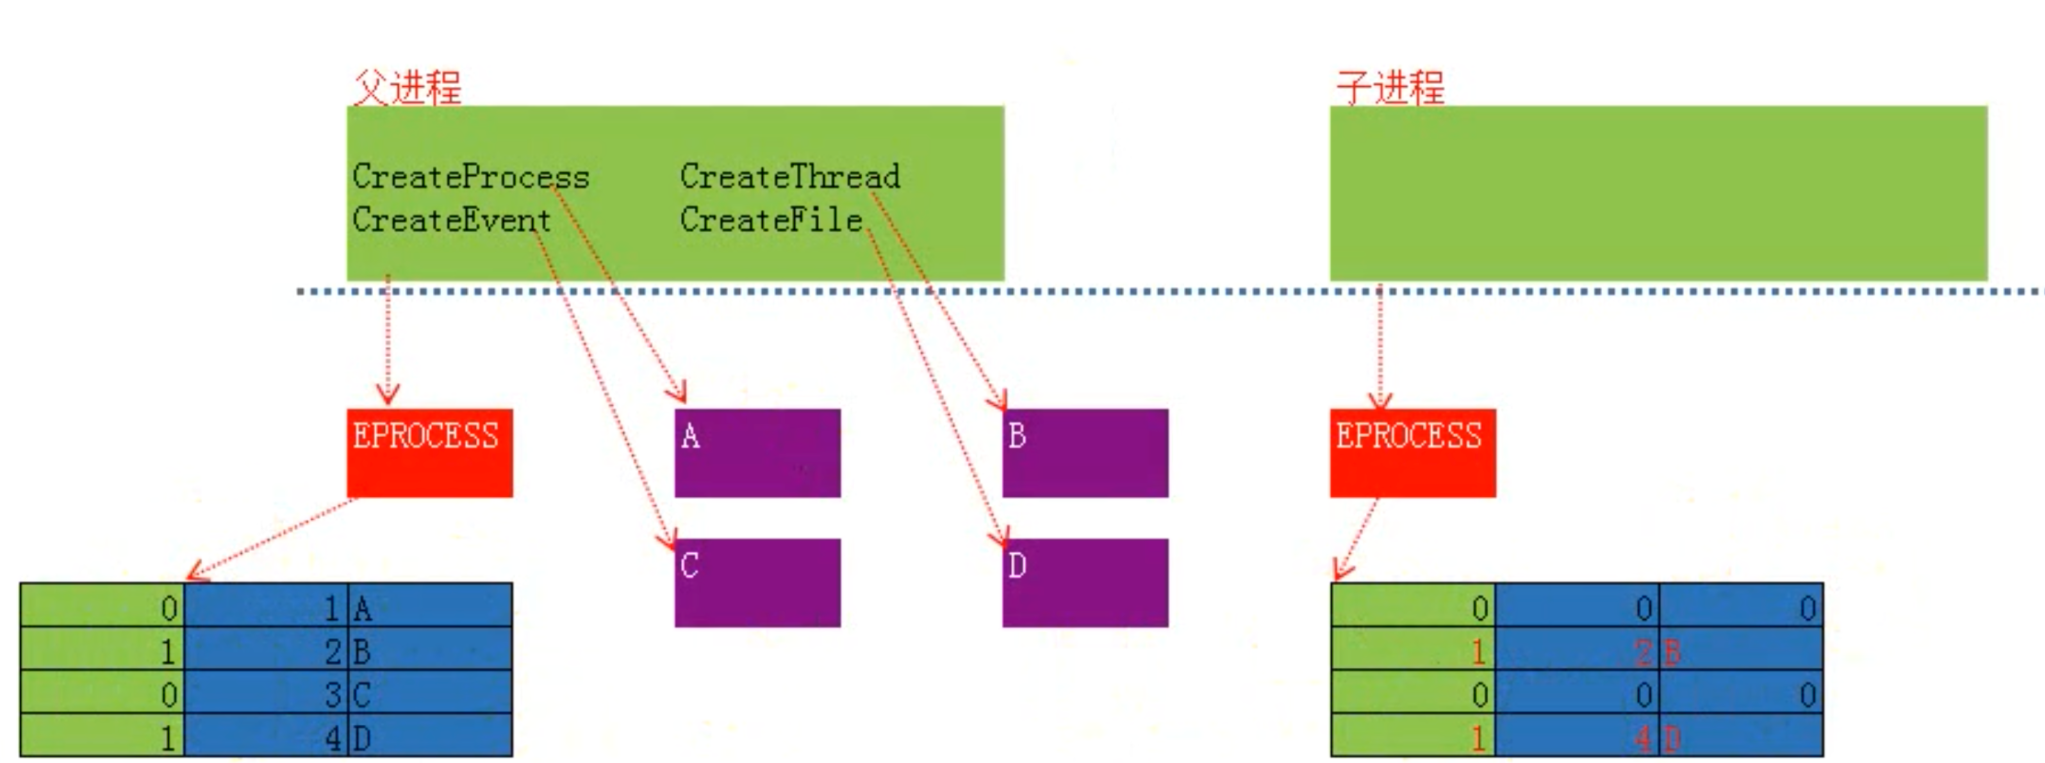 父进程 子进程
CreateProcess CreateThread
CreateEvent CreateFile
EPROCESS A B EPROCESS
C D
0 1 A 0 0 0
1 2 B 1 2 B
0 3 C 0 0 0
1 4 D 1 4 D